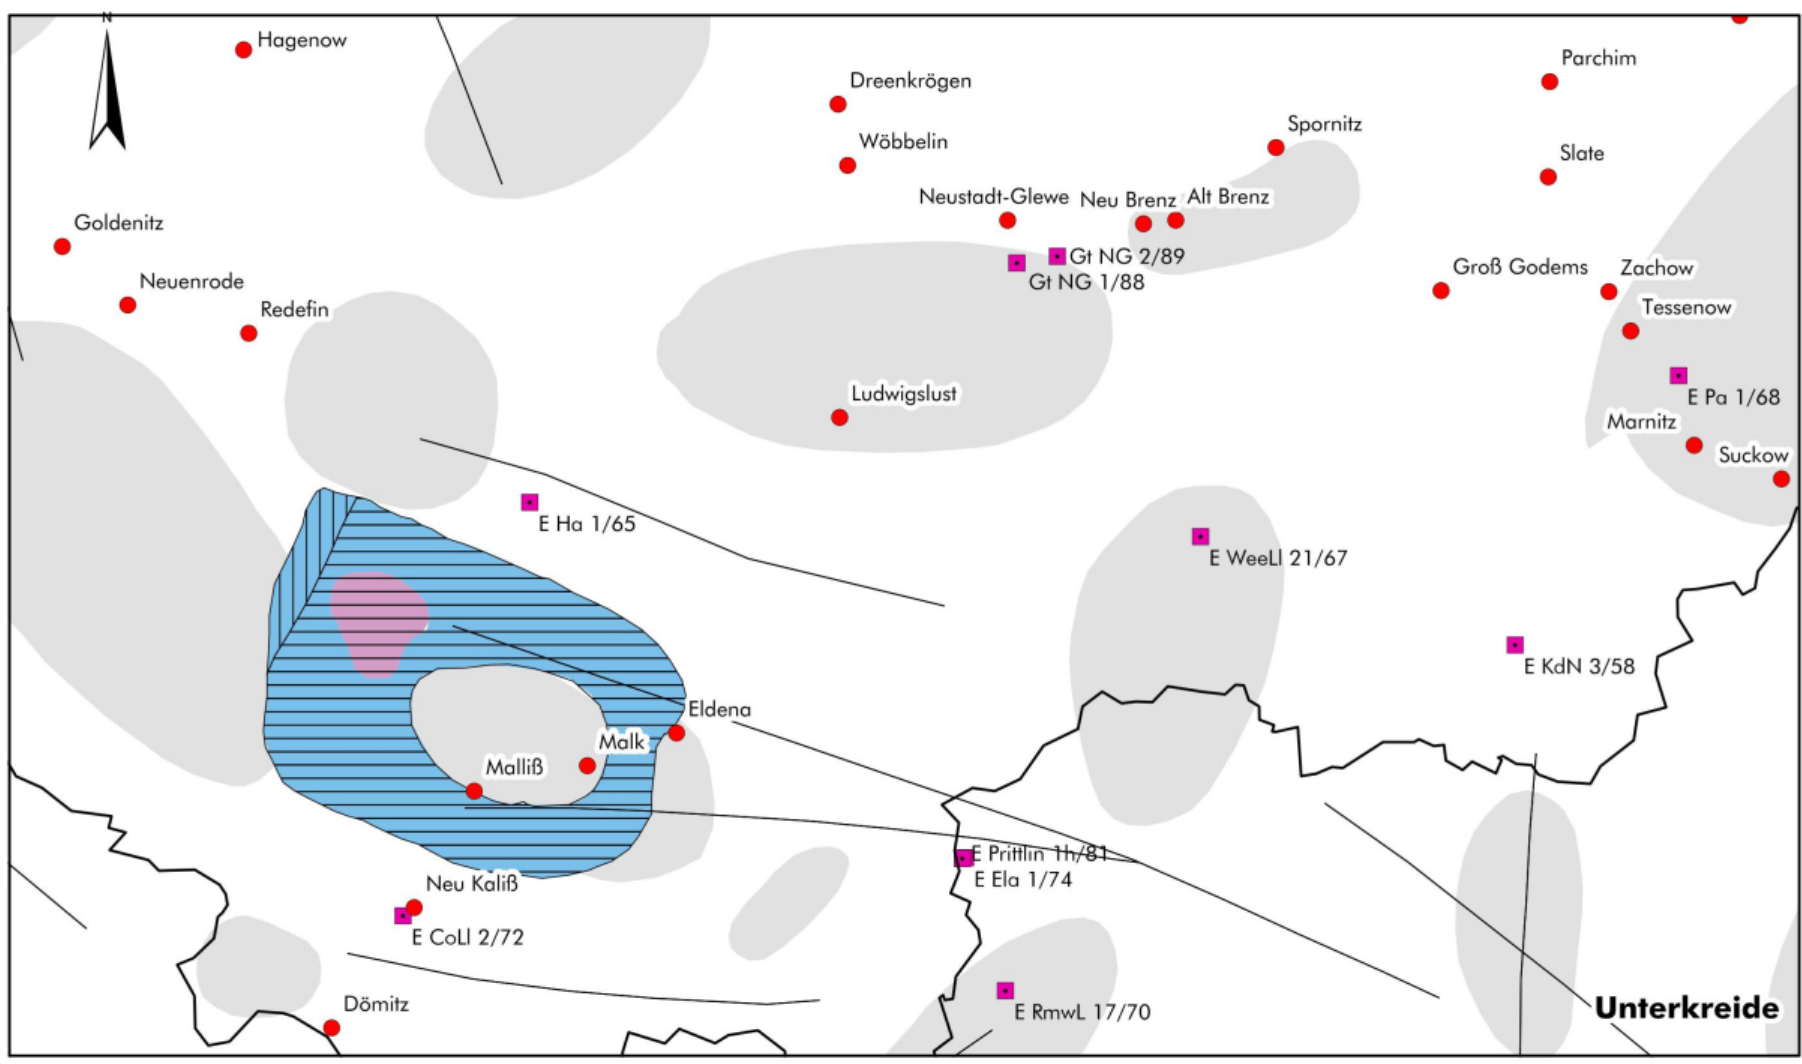 N
Hagenow
Parchim
Dreenkrögen
Spornitz
Wöbbelin
Slate
Neustadt-Glewe
Neu Brenz
Alt Brenz
Goldenitz
Gt NG 2/89
Groß Godems
Zachow
Neuenrode
Gt NG 1/88
Redefin
Tessenow
Ludwigslust
E Pa 1/68
Marnitz
Suckow
E Ha 1/65
E WeeLl 21/67
E KdN 3/58
Eldena
Malk
Malliß
E Prittlin 1h/81
E Ela 1/74
Neu Kaliß
E CoLl 2/72
Dömitz
E RmwL 17/70
Unterkreide